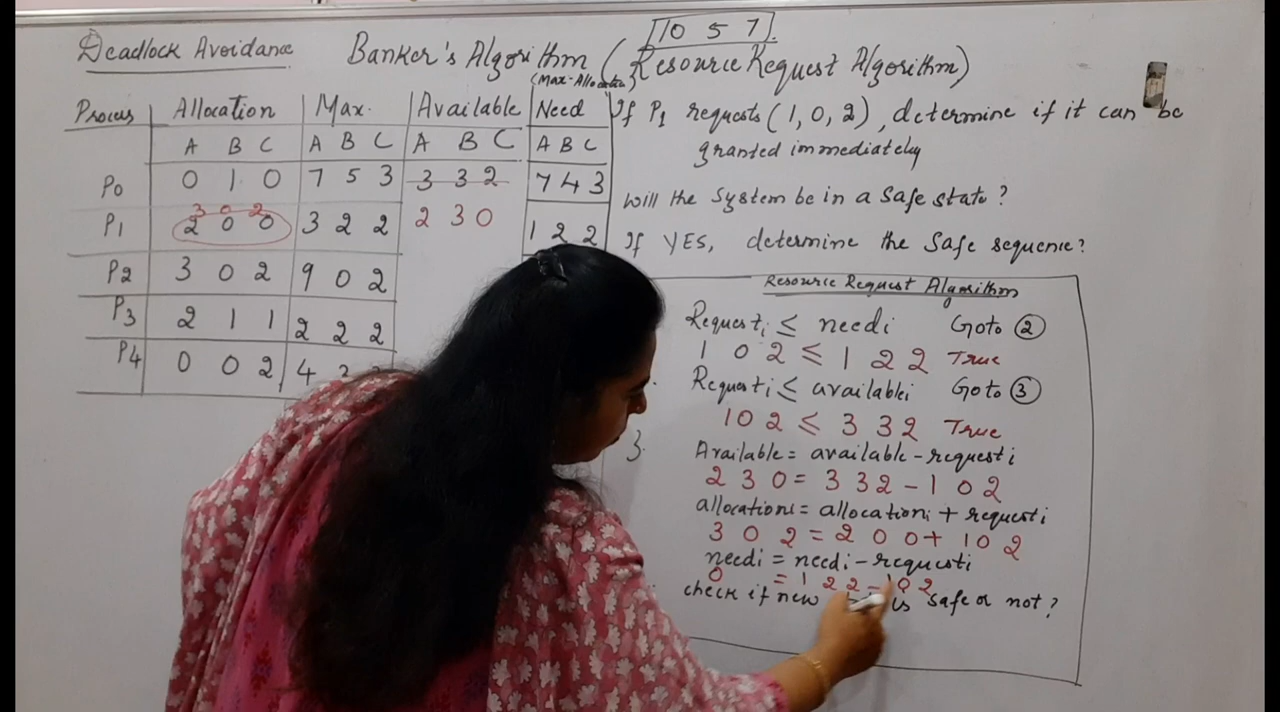 10 5 7
Deadlock Avoidance Banker's Algorithm (Resource Request Algorithm)
(Max-Allocation)
Process Allocation Max. Available Need
A B C A B C A B C A B C
P0 0 1 0 7 5 3 3 3 2 7 4 3
3 0 2
P1 2 0 0 3 2 2 2 3 0 1 2 2
P2 3 0 2 9 0 2
P3 2 1 1 2 2 2
P4 0 0 2 4
If P1 requests (1, 0, 2), determine if it can be
granted immediately
Will the System be in a Safe state?
If YES, determine the Safe sequence?
Resource Request Algorithm
Requesti ≤ needi Goto ②
1 0 2 ≤ 1 2 2 True
Requesti ≤ availablei Goto ③
1 0 2 ≤ 3 3 2 True
3. Available = available - requesti
2 3 0 = 3 3 2 - 1 0 2
allocationi = allocationi + requesti
3 0 2 = 2 0 0 + 1 0 2
needi = needi - requesti
0 = 1 2 2 - 1 0 2
check if new is safe or not?